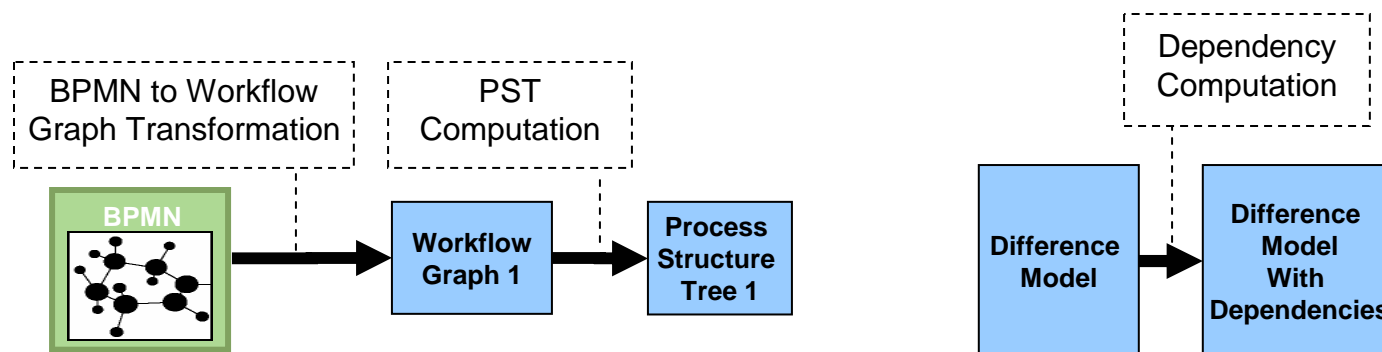 BPMN to Workflow
Graph Transformation
PST
Computation
Dependency
Computation
BPMN
Workflow
Graph 1
Process
Structure
Tree 1
Difference
Model
Difference
Model
With
Dependencies